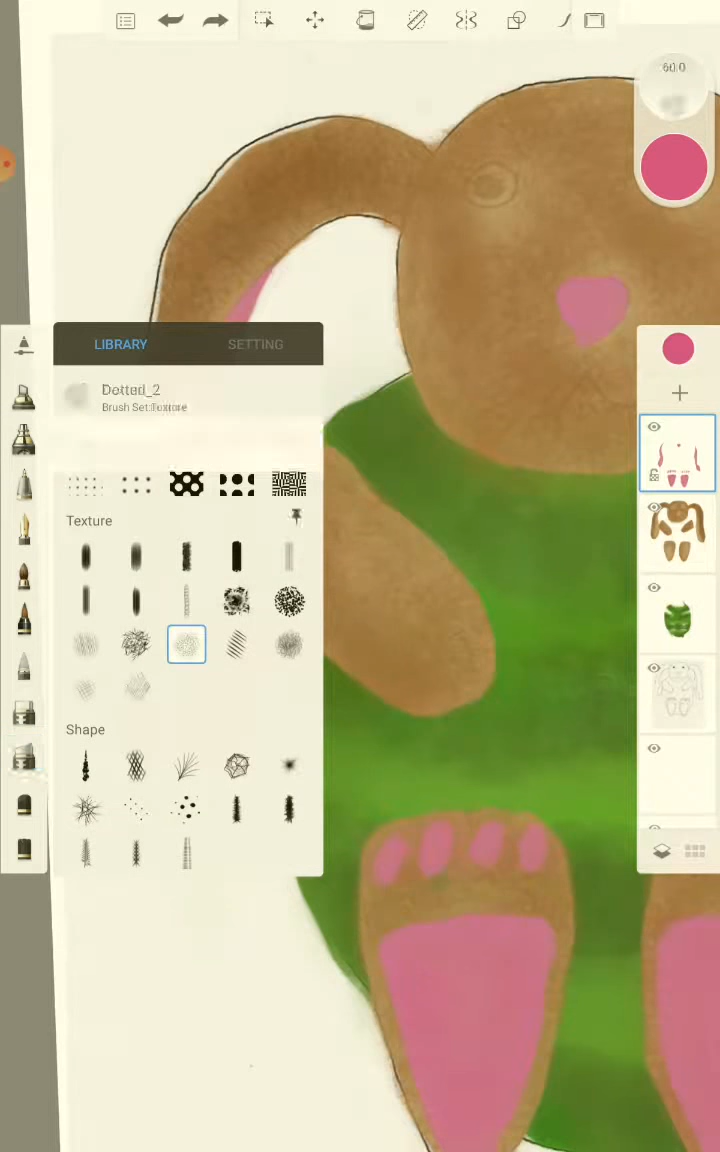 60.0
LIBRARY SETTING
Dotted_2
Brush Set:Texture
Texture
Shape